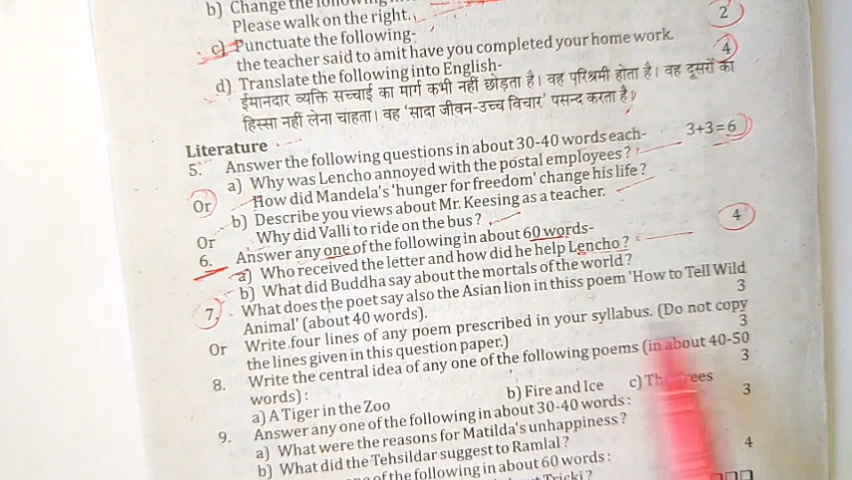 b) Change the following
Please walk on the right.
c) Punctuate the following- 2
the teacher said to amit have you completed your home work.
d) Translate the following into English- 4
ईमानदार व्यक्ति सच्चाई का मार्ग कभी नहीं छोड़ता है। वह परिश्रमी होता है। वह दूसरों का
हिस्सा नहीं लेना चाहता। वह 'सादा जीवन-उच्च विचार' पसन्द करता है।
Literature
5. Answer the following questions in about 30-40 words each- 3+3=6
a) Why was Lencho annoyed with the postal employees?
Or How did Mandela's 'hunger for freedom' change his life?
b) Describe you views about Mr. Keesing as a teacher.
Or Why did Valli to ride on the bus?
6. Answer any one of the following in about 60 words- 4
a) Who received the letter and how did he help Lencho?
b) What did Buddha say about the mortals of the world?
7. What does the poet say also the Asian lion in thiss poem 'How to Tell Wild
Animal' (about 40 words). 3
Or Write four lines of any poem prescribed in your syllabus. (Do not copy
the lines given in this question paper.) 3
8. Write the central idea of any one of the following poems (in about 40-50
words): 3
a) A Tiger in the Zoo b) Fire and Ice c) The Trees
9. Answer any one of the following in about 30-40 words: 3
a) What were the reasons for Matilda's unhappiness?
b) What did the Tehsildar suggest to Ramlal?
one of the following in about 60 words: 4
Tricki?